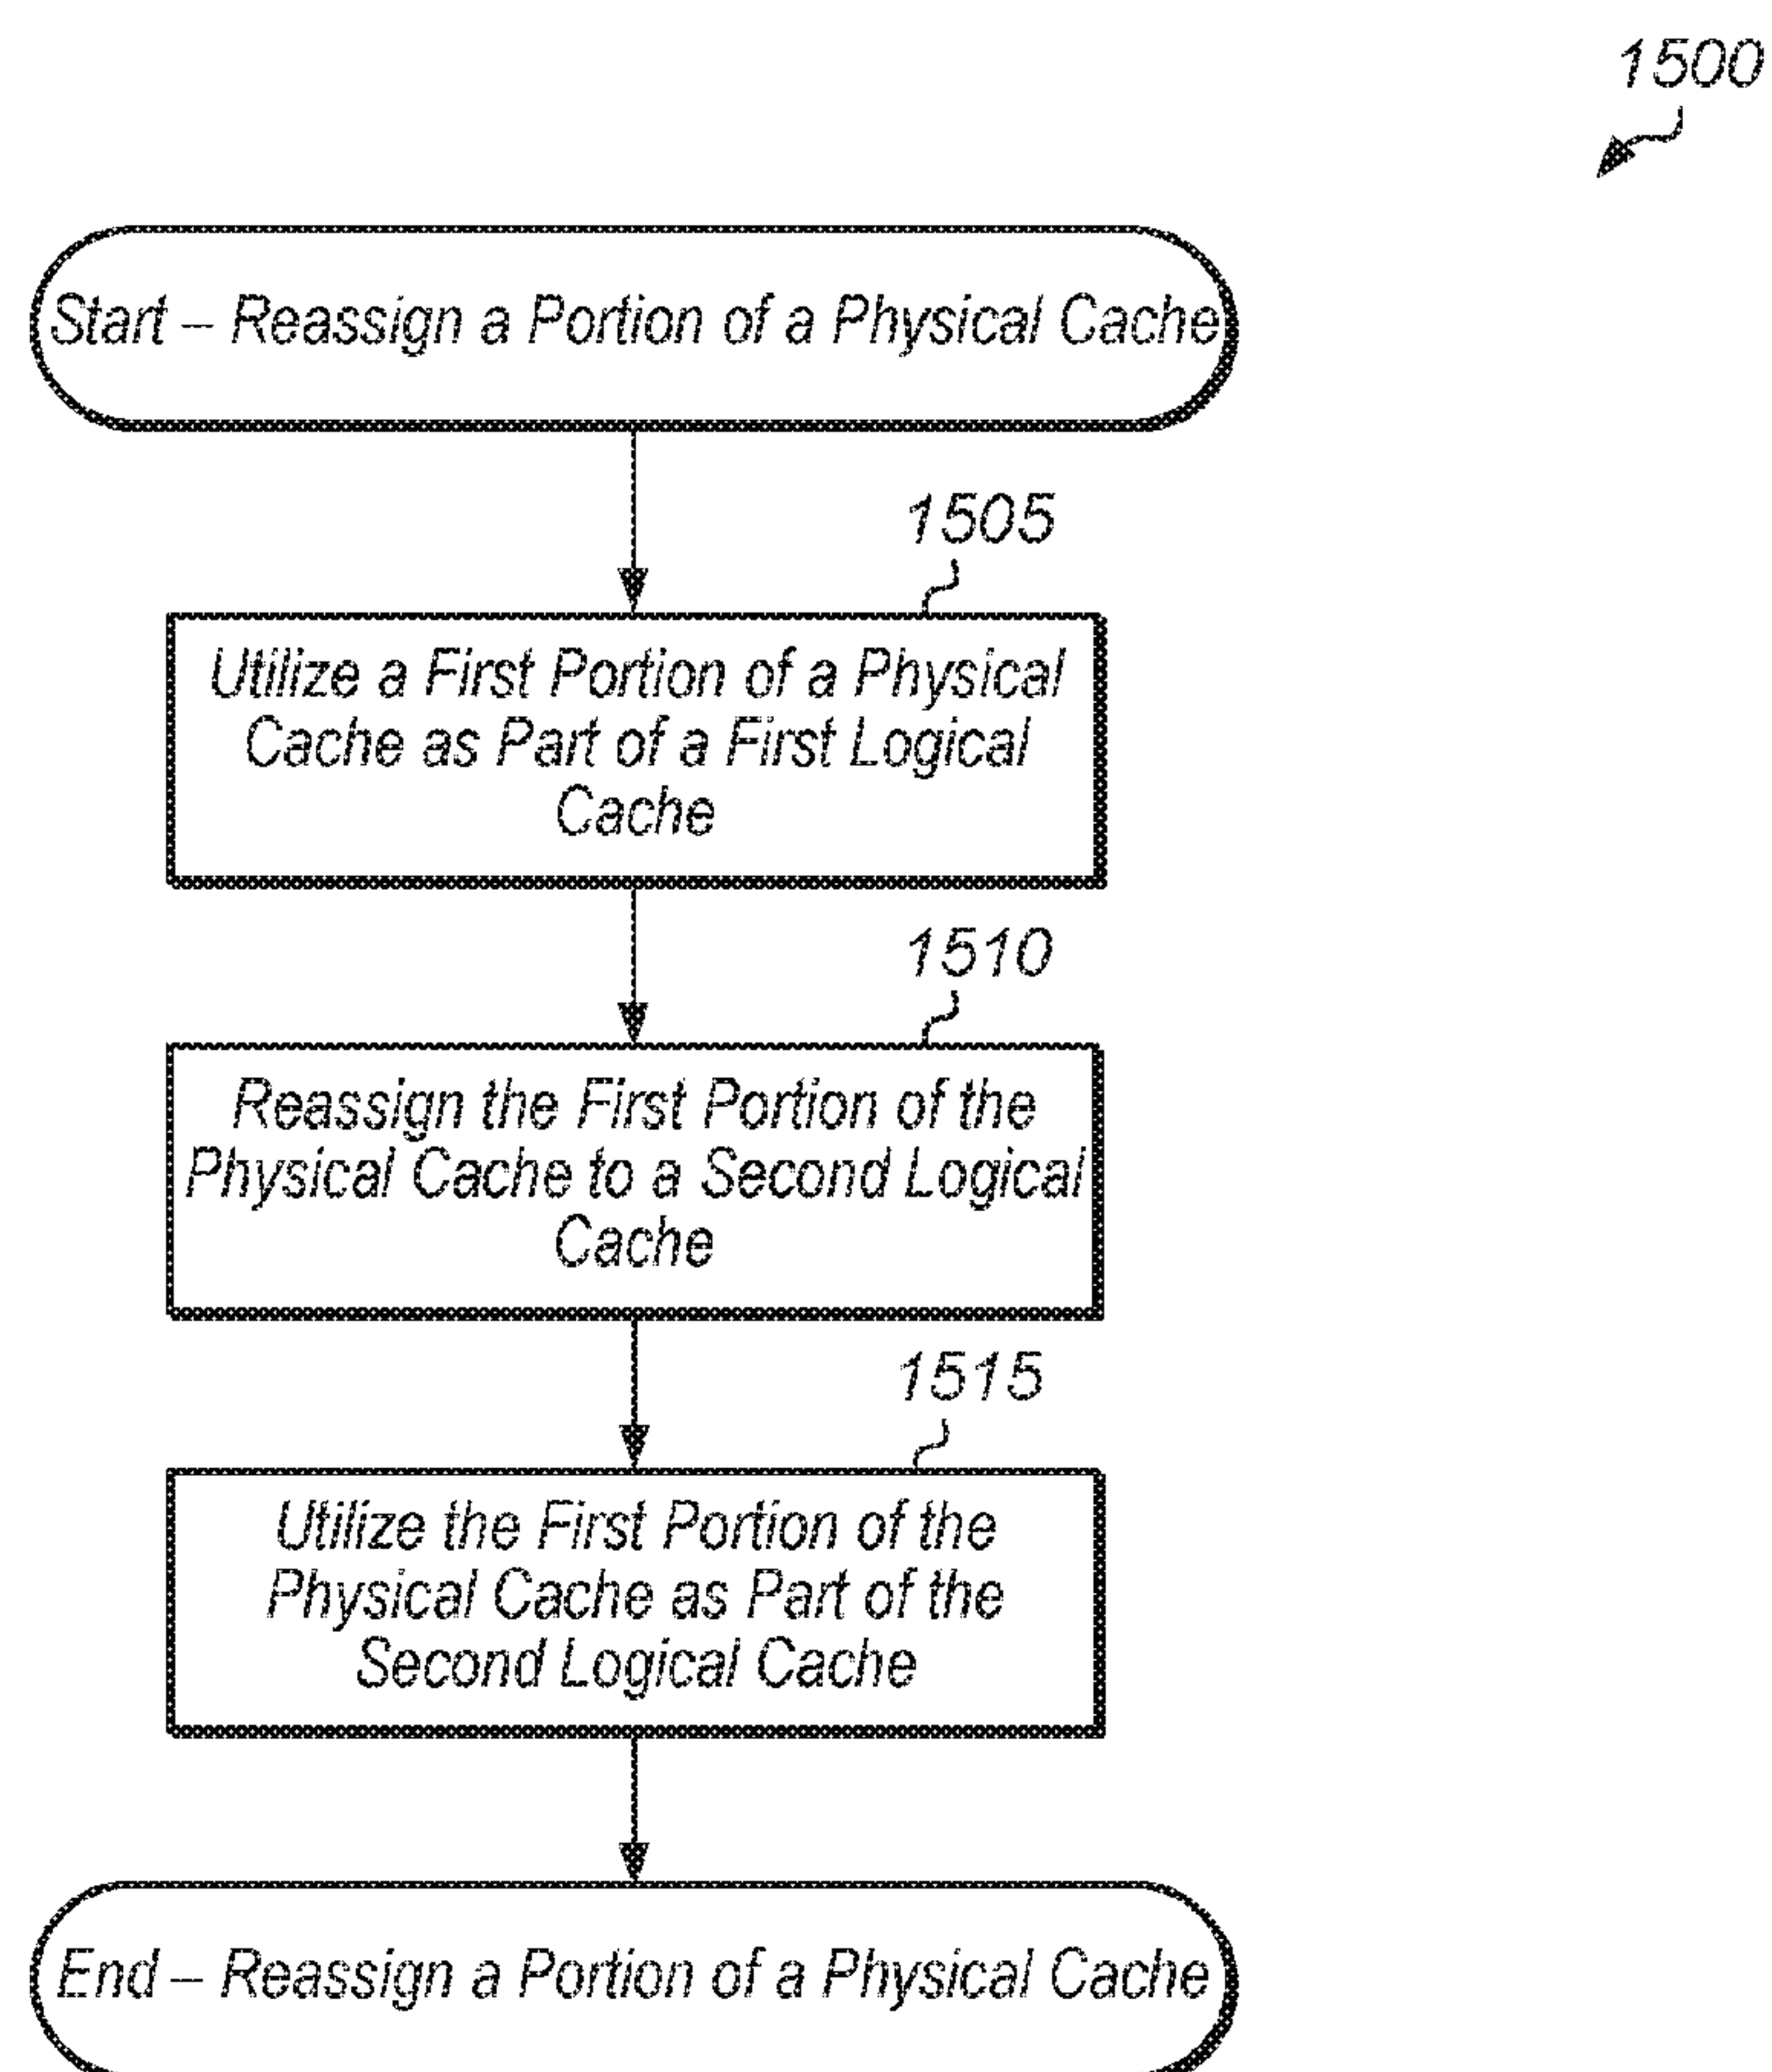 1500
Start – Reassign a Portion of a Physical Cache
1505
Utilize a First Portion of a Physical
Cache as Part of a First Logical
Cache
1510
Reassign the First Portion of the
Physical Cache to a Second Logical
Cache
1515
Utilize the First Portion of the
Physical Cache as Part of the
Second Logical Cache
End – Reassign a Portion of a Physical Cache